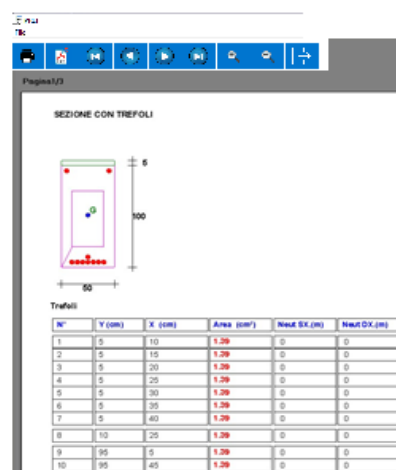 File
Pagina1/3
SEZIONE CON TREFOLI
5
G
100
50
Trefoli
N° Y (cm) X (cm) Area (cm²) Neut SX.(m) Neut DX.(m)
1 5 10 1.39 0 0
2 5 15 1.39 0 0
3 5 20 1.39 0 0
4 5 25 1.39 0 0
5 5 30 1.39 0 0
6 5 35 1.39 0 0
7 5 40 1.39 0 0
8 10 25 1.39 0 0
9 95 5 1.39 0 0
10 95 45 1.39 0 0